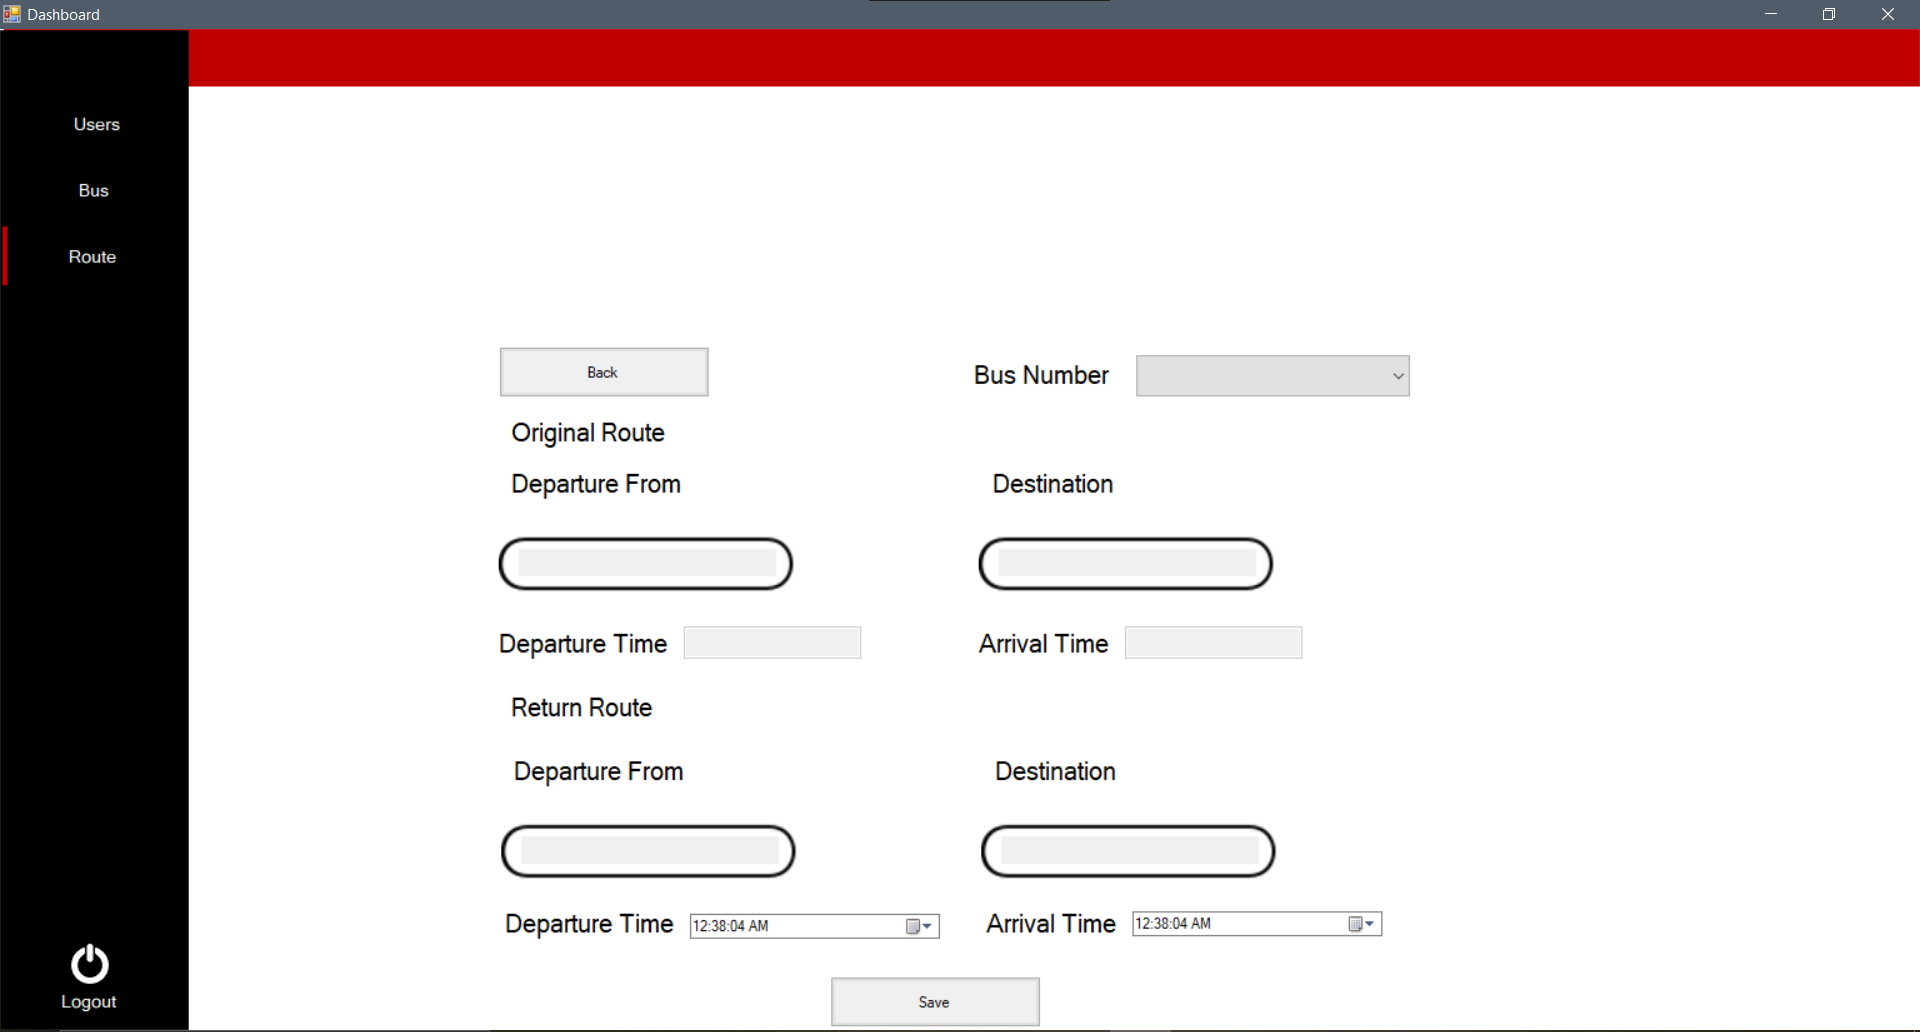 Dashboard
Users
Bus
Route
Back
Bus Number
Original Route
Departure From
Destination
Departure Time
Arrival Time
Return Route
Departure From
Destination
Departure Time 12:38:04 AM
Arrival Time 12:38:04 AM
Save
Logout